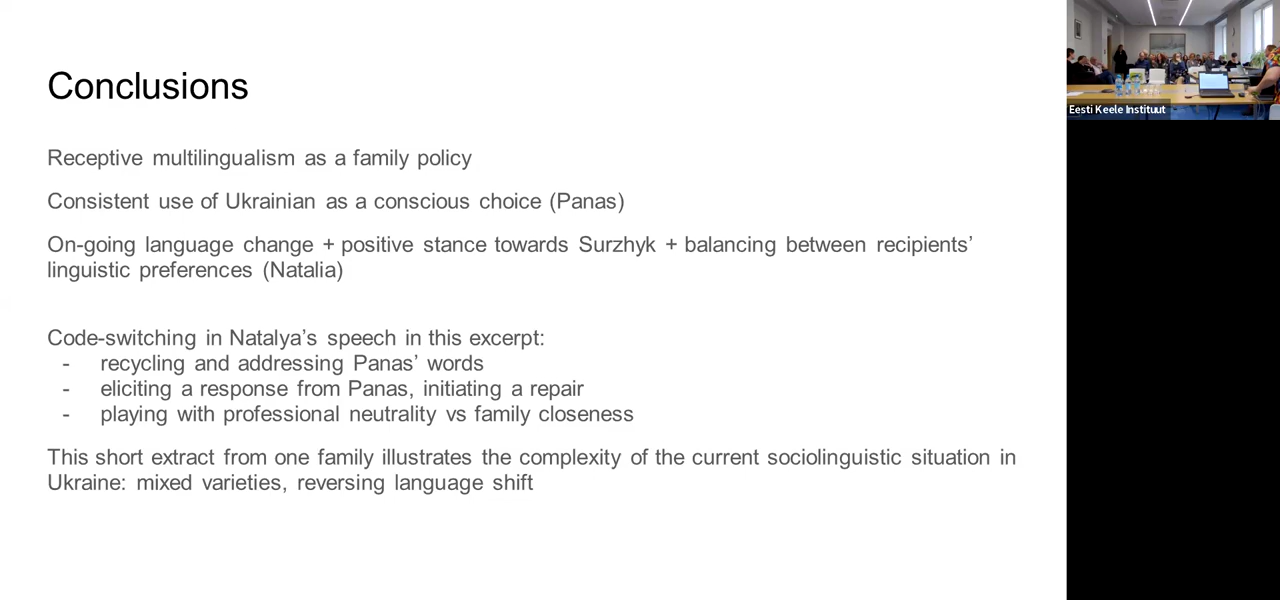 Conclusions
Eesti Keele Instituut
Receptive multilingualism as a family policy
Consistent use of Ukrainian as a conscious choice (Panas)
On-going language change + positive stance towards Surzhyk + balancing between recipients’
linguistic preferences (Natalia)
Code-switching in Natalya’s speech in this excerpt:
- recycling and addressing Panas’ words
- eliciting a response from Panas, initiating a repair
- playing with professional neutrality vs family closeness
This short extract from one family illustrates the complexity of the current sociolinguistic situation in
Ukraine: mixed varieties, reversing language shift